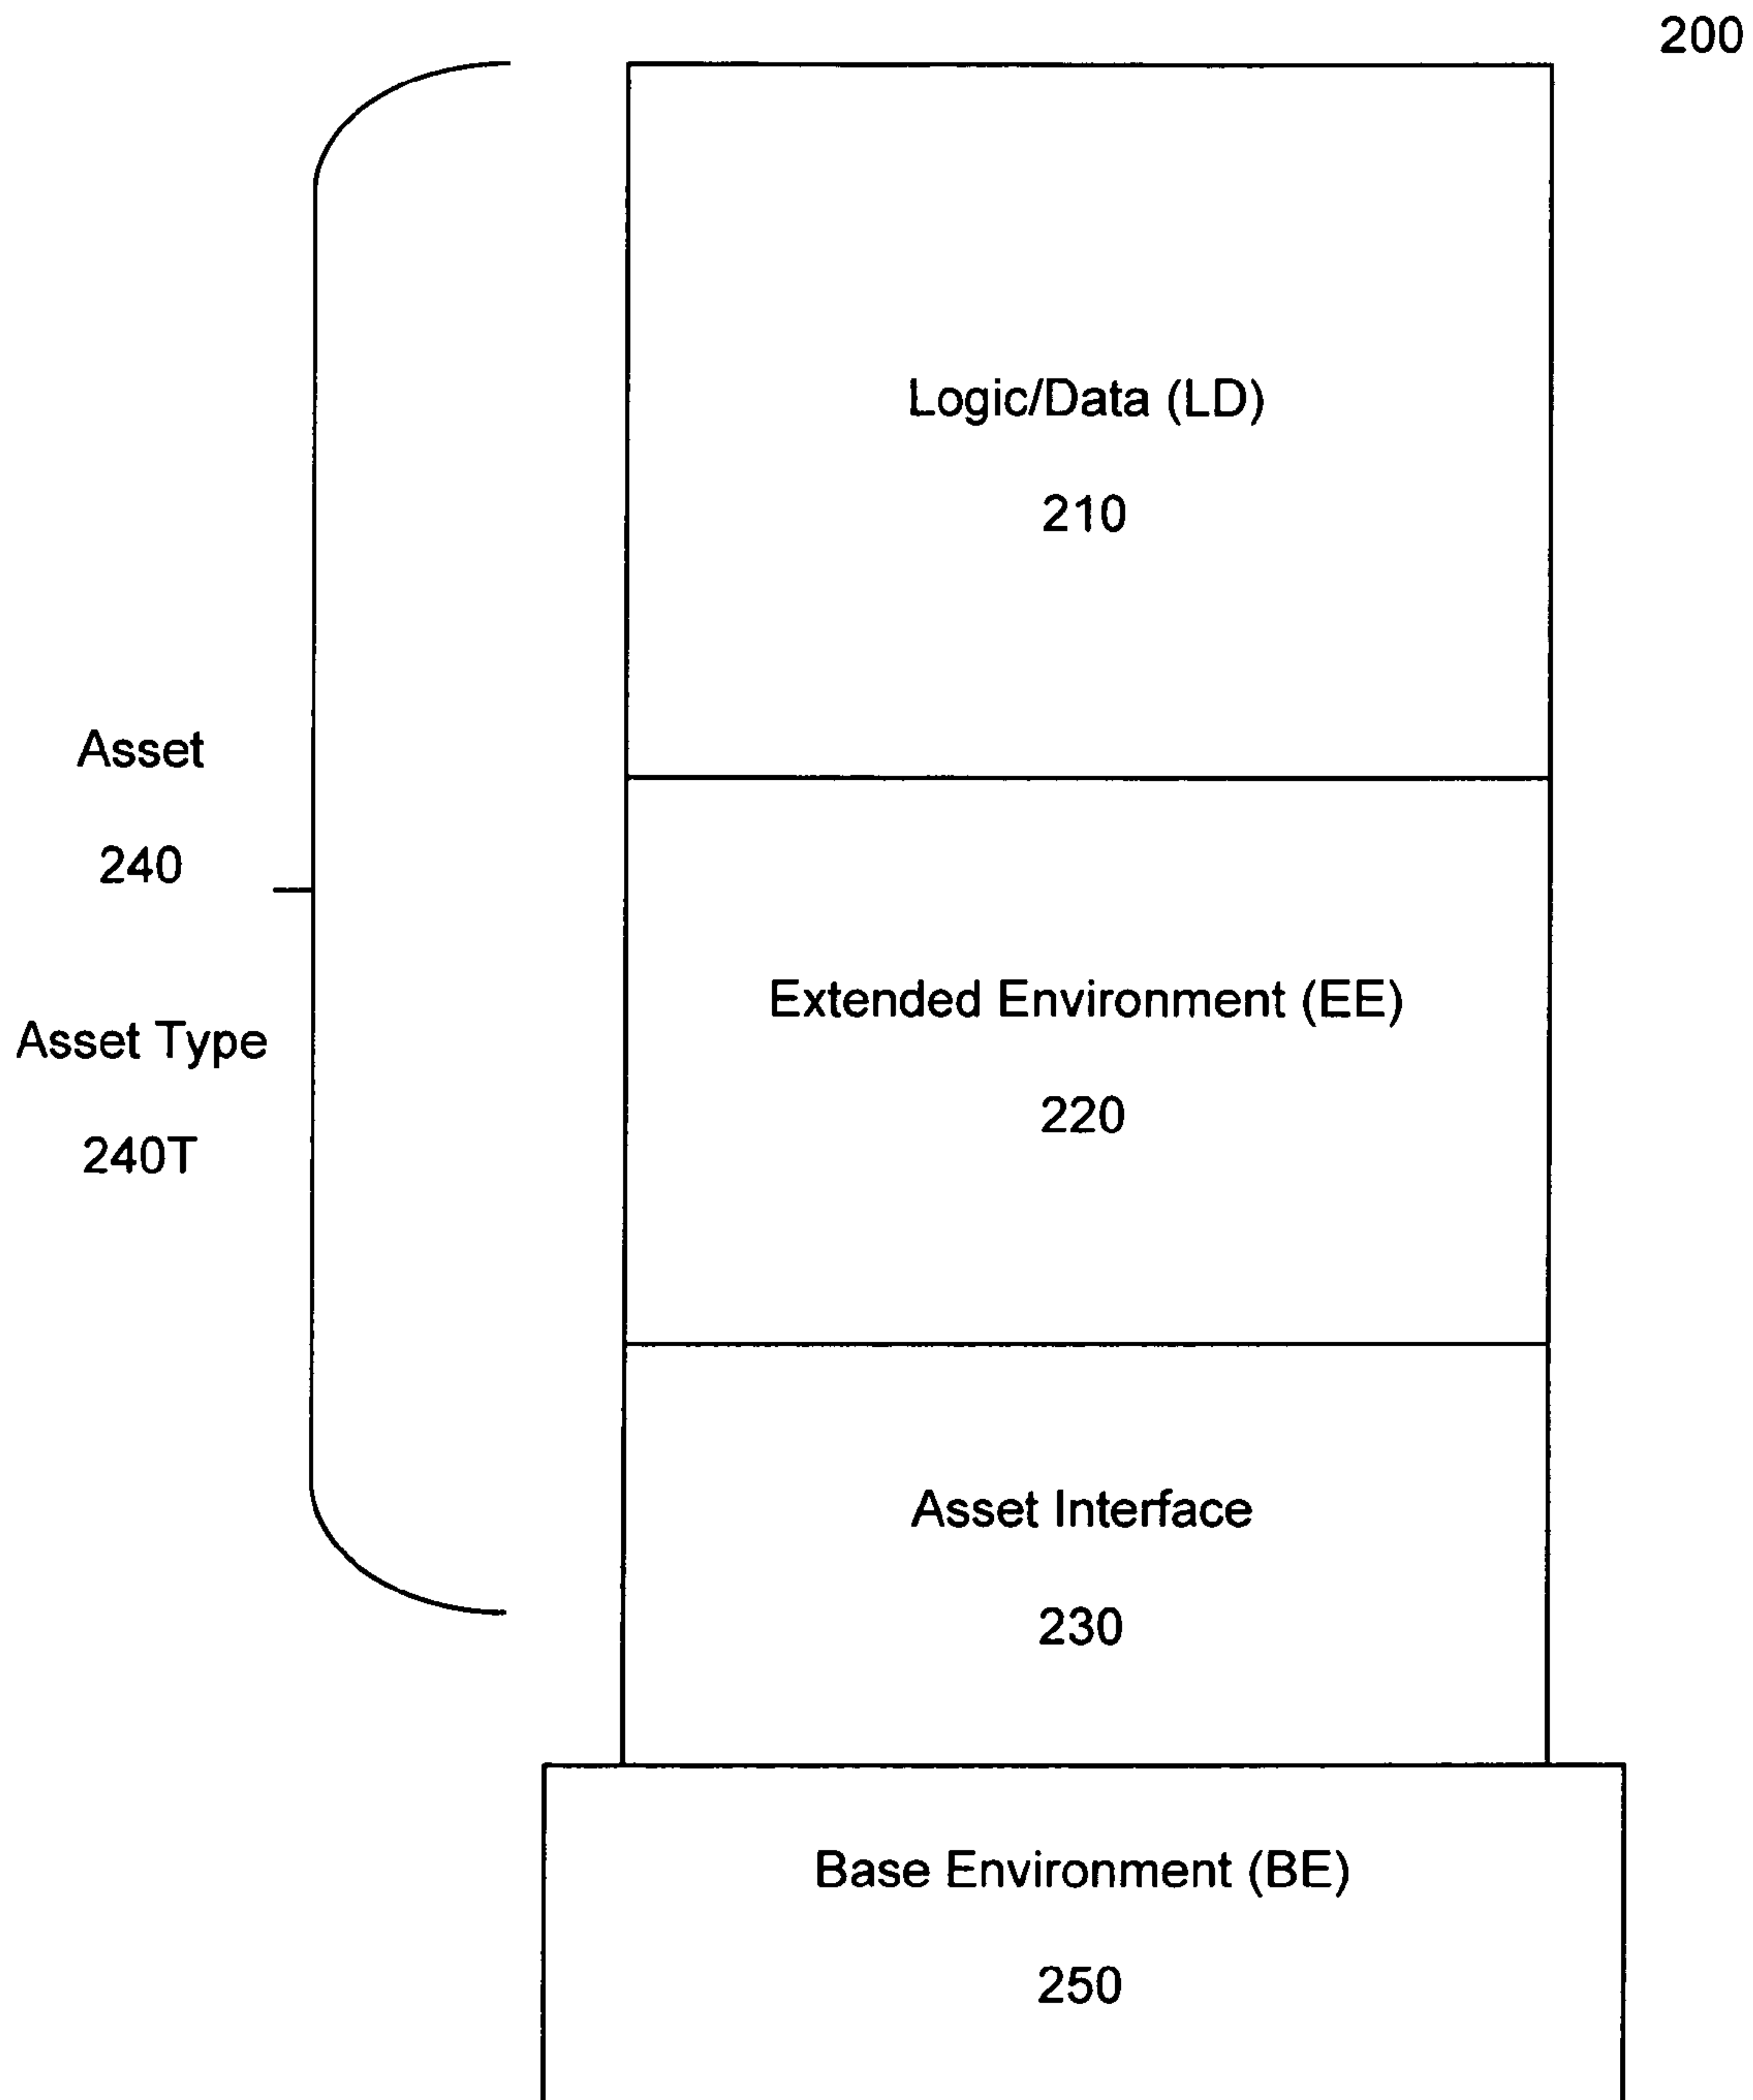 200
Logic/Data (LD)
210
Asset
240
Asset Type
240T
Extended Environment (EE)
220
Asset Interface
230
Base Environment (BE)
250